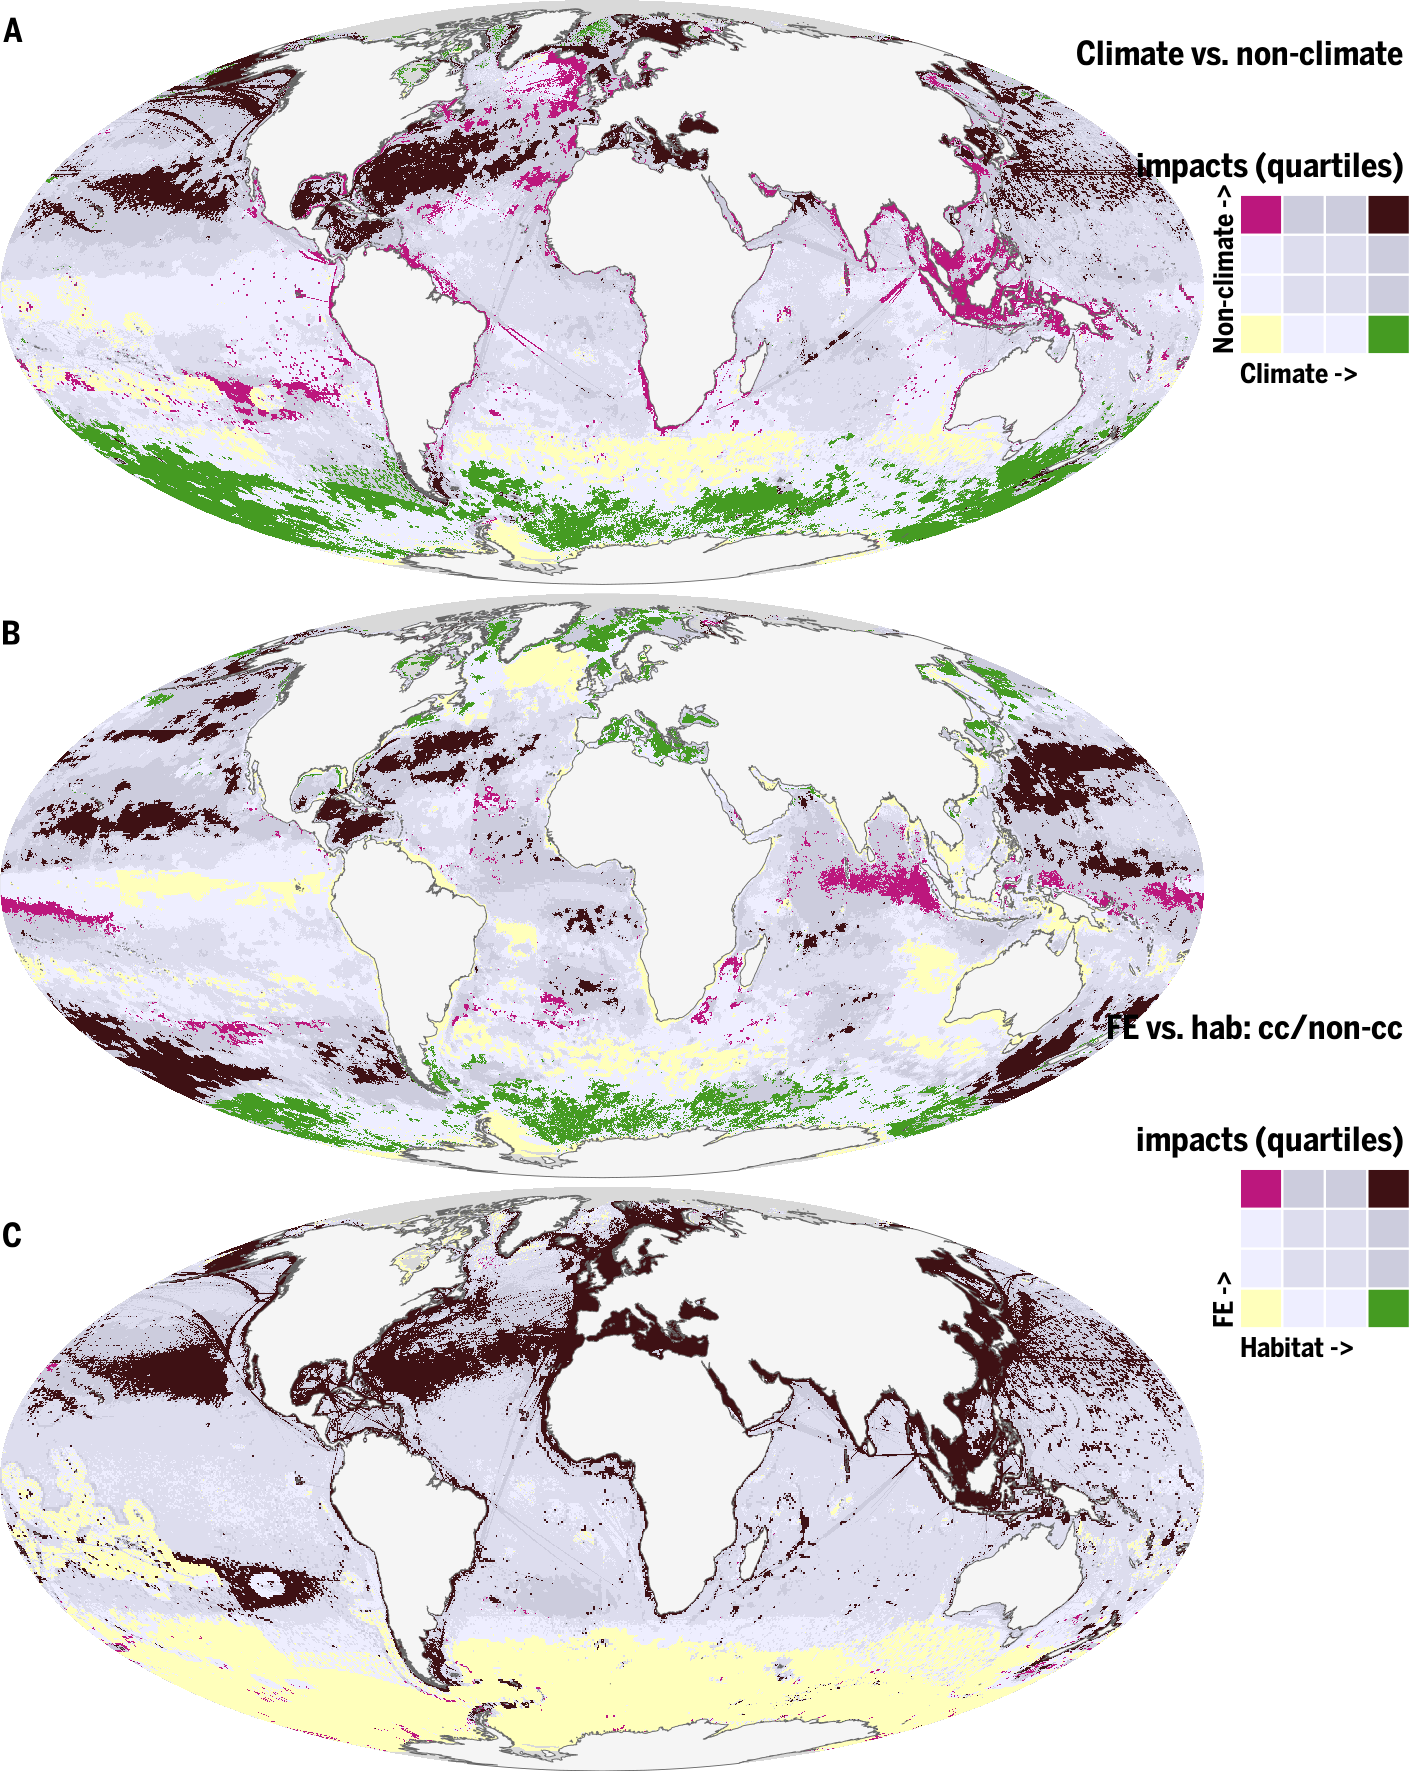 A
Climate vs. non-climate
impacts (quartiles)
Non-climate ->
Climate ->
B
FE vs. hab: cc/non-cc
impacts (quartiles)
FE ->
Habitat ->
C